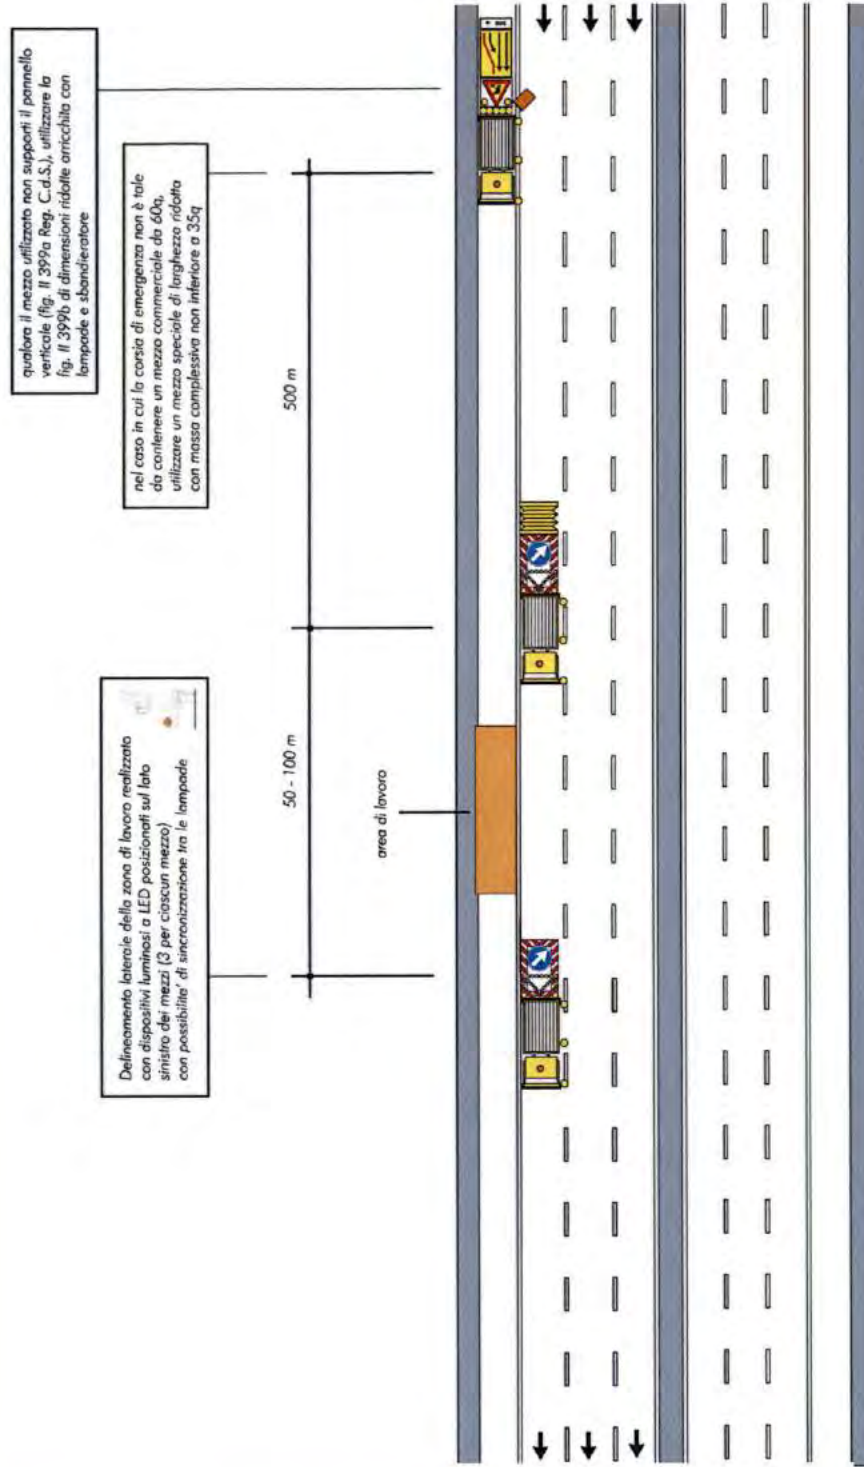 qualora il mezzo utilizzato non supporti il pannello
verticale (fig. II 399a Reg. C.d.S.), utilizzare la
fig. II 399b di dimensioni ridotte arricchita con
lampade e sbandieratore
nel caso in cui la corsia di emergenza non è tale
da contenere un mezzo commerciale da 60q,
utilizzare un mezzo speciale di larghezza ridotta
con massa complessiva non inferiore a 35q
500 m
Delineamento laterale della zona di lavoro realizzato
con dispositivi luminosi a LED posizionati sul lato
sinistro dei mezzi (3 per ciascun mezzo)
con possibilita' di sincronizzazione tra le lampade
50 - 100 m
area di lavoro